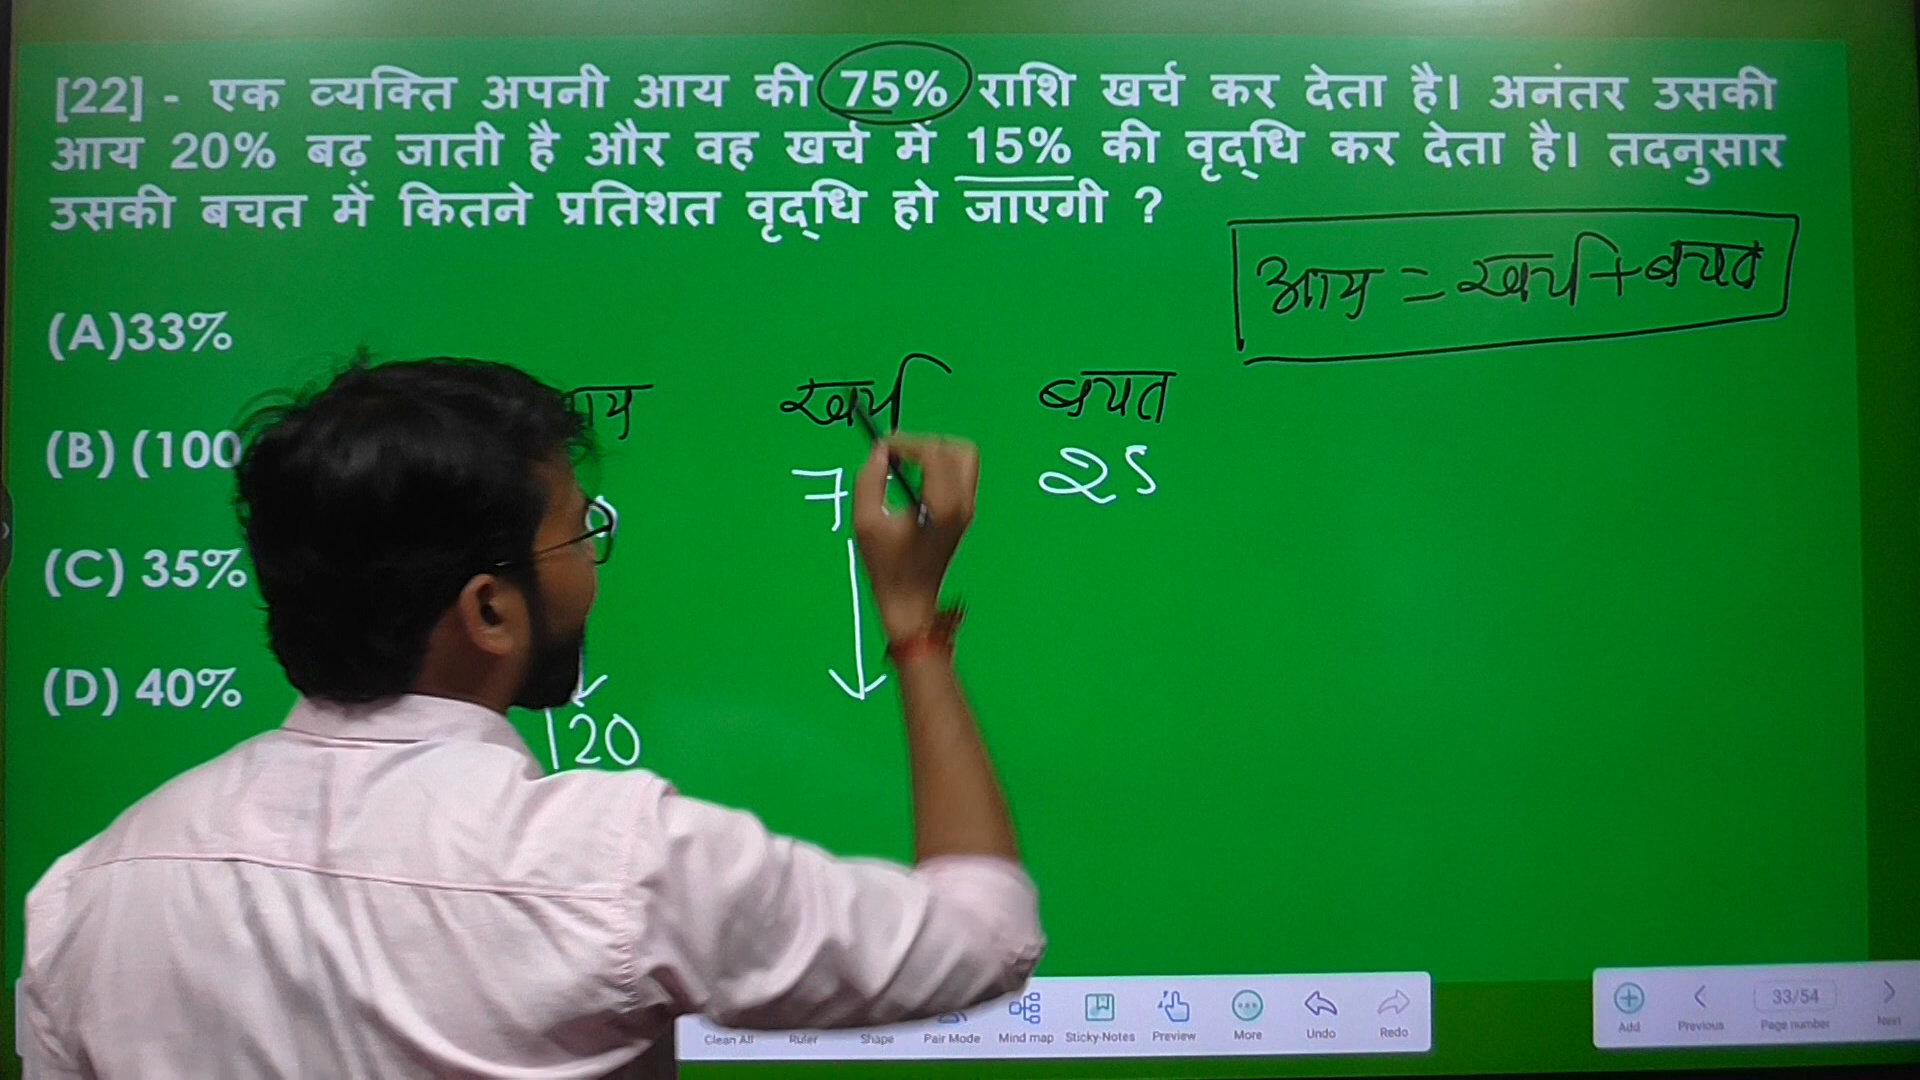 [22] - एक व्यक्ति अपनी आय की 75% राशि खर्च कर देता है। अनंतर उसकी
आय 20% बढ़ जाती है और वह खर्च में 15% की वृद्धि कर देता है। तदनुसार
उसकी बचत में कितने प्रतिशत वृद्धि हो जाएगी ?
आय = खर्च + बचत
(A)33%
खर्च बचत
(B) (100
7 25
(C) 35%
(D) 40%
120
Clean All Ruler Shape Pair Mode Mind map Sticky-Notes Preview More Undo Redo
Add Previous 33/54 Page number Next